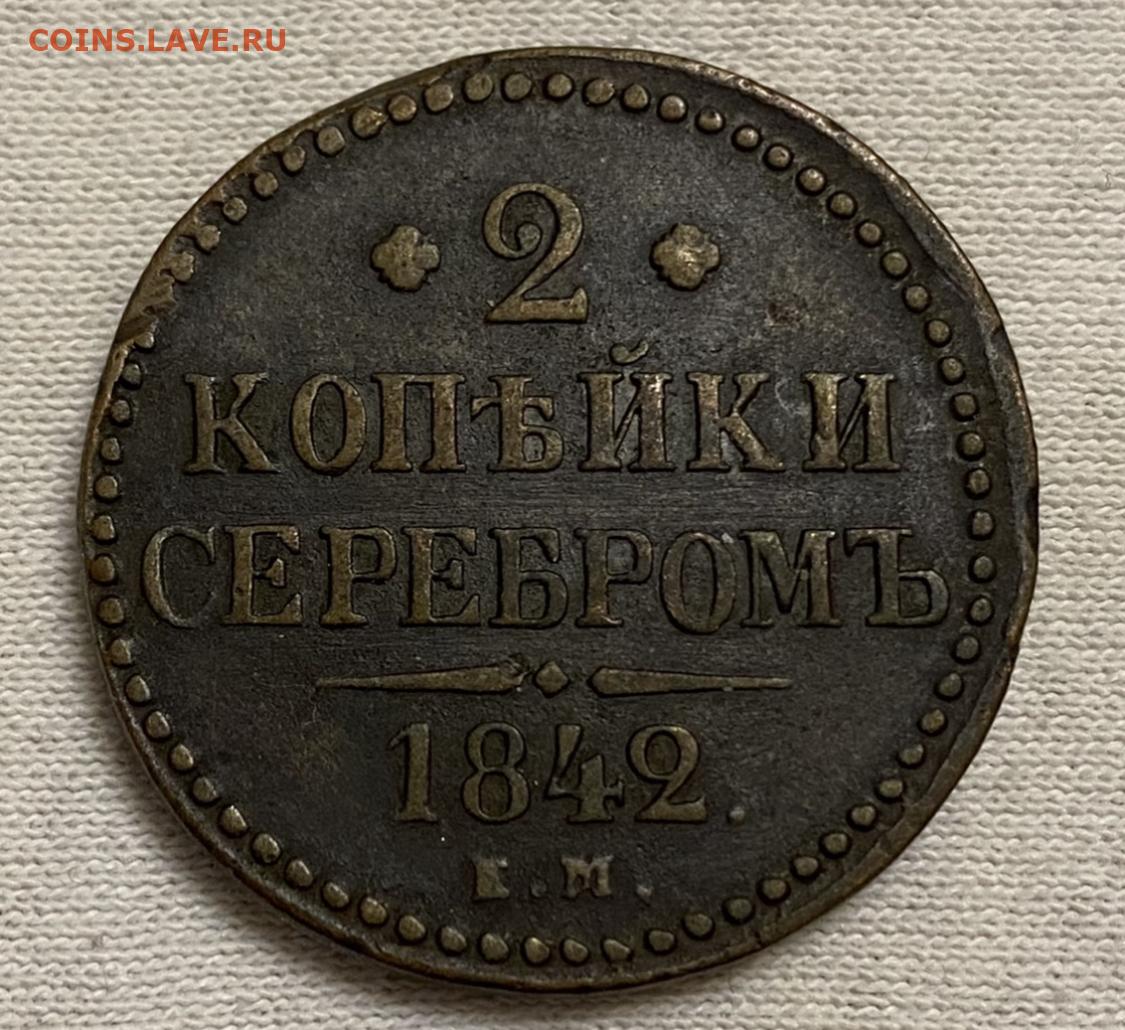 COINS.LAVE.RU
2
КОПѢЙКИ
СЕРЕБРОМЪ
1842.
Е.М.